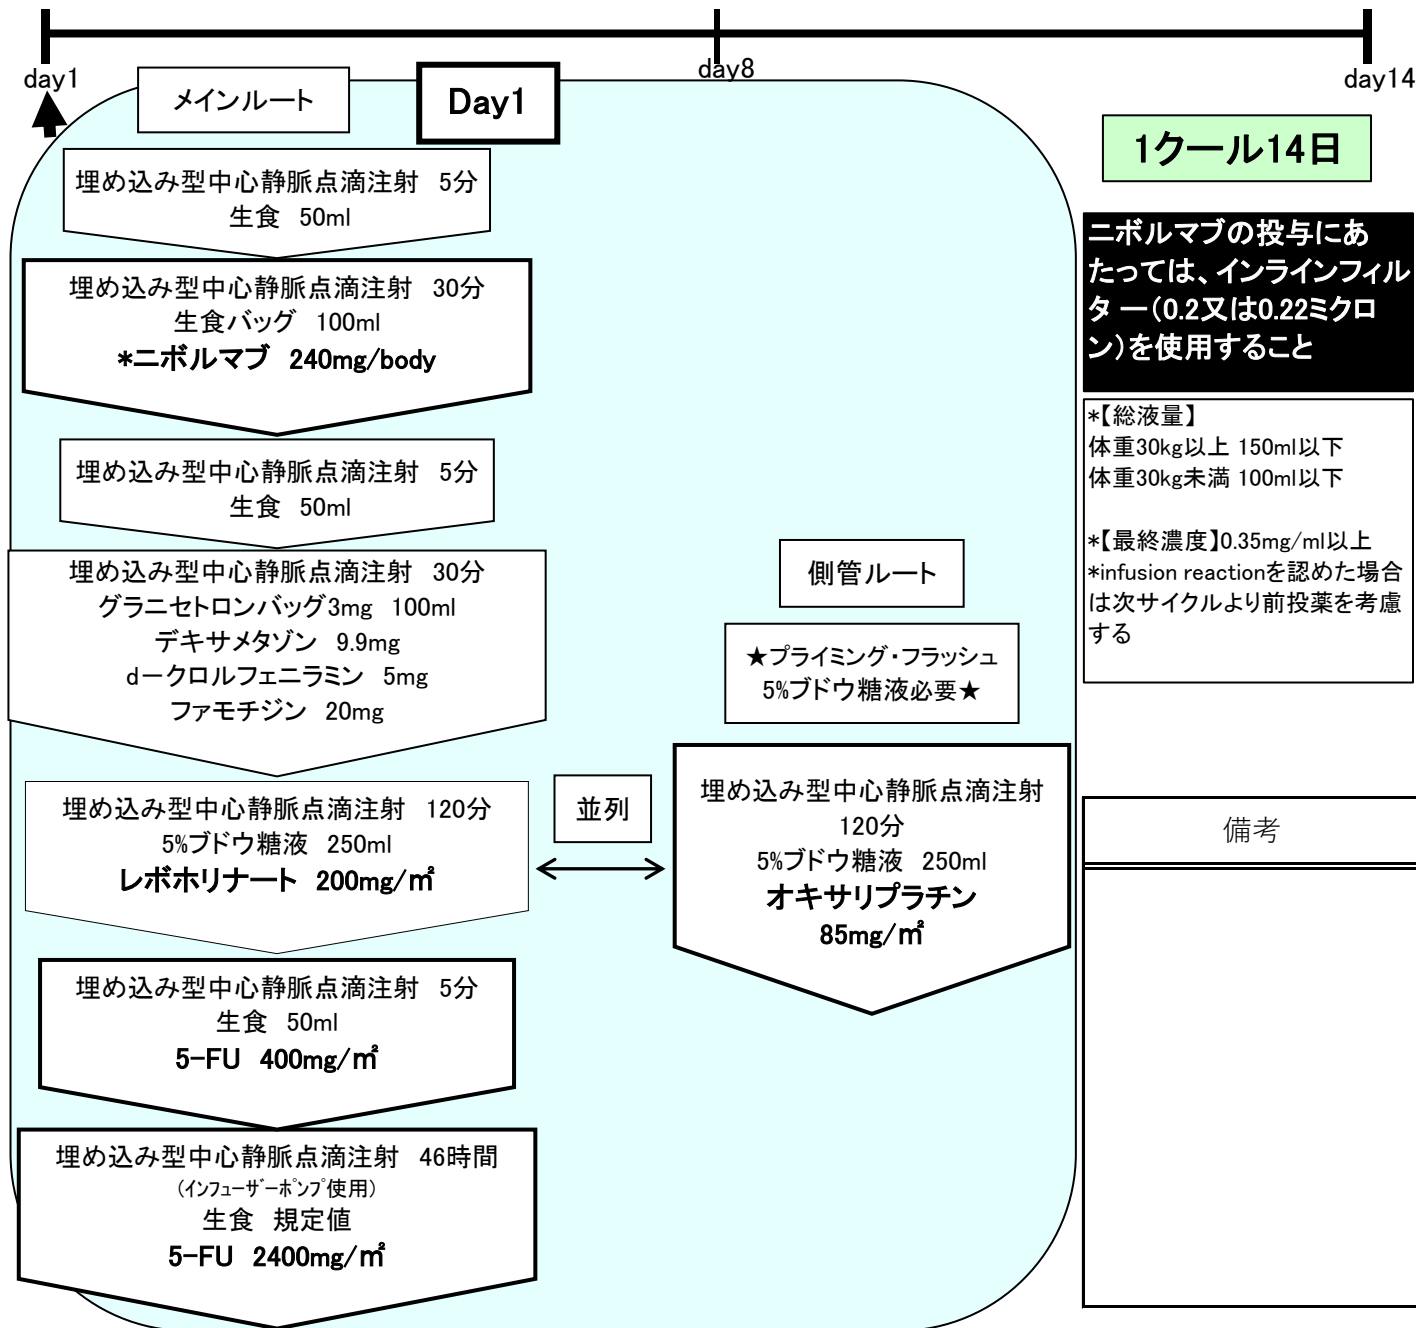 day1
day8
day14
メインルート
Day1
埋め込み型中心静脈点滴注射 5分
生食 50ml
埋め込み型中心静脈点滴注射 30分
生食バッグ 100ml
*ニボルマブ 240mg/body
埋め込み型中心静脈点滴注射 5分
生食 50ml
埋め込み型中心静脈点滴注射 30分
グラニセトロンバッグ3mg 100ml
デキサメタゾン 9.9mg
d-クロルフェニラミン 5mg
ファモチジン 20mg
埋め込み型中心静脈点滴注射 120分
5%ブドウ糖液 250ml
レボホリナート 200mg/㎡
埋め込み型中心静脈点滴注射 5分
生食 50ml
5-FU 400mg/㎡
埋め込み型中心静脈点滴注射 46時間
(インフューザーポンプ使用)
生食 規定値
5-FU 2400mg/㎡
並列
側管ルート
★プライミング・フラッシュ
5%ブドウ糖液必要★
埋め込み型中心静脈点滴注射
120分
5%ブドウ糖液 250ml
オキサリプラチン
85mg/㎡
1クール14日
ニボルマブの投与にあ
たっては、インラインフィル
ター(0.2又は0.22ミクロ
ン)を使用すること
*【総液量】
体重30kg以上 150ml以下
体重30kg未満 100ml以下
*【最終濃度】0.35mg/ml以上
*infusion reactionを認めた場合
は次サイクルより前投薬を考慮
する
備考